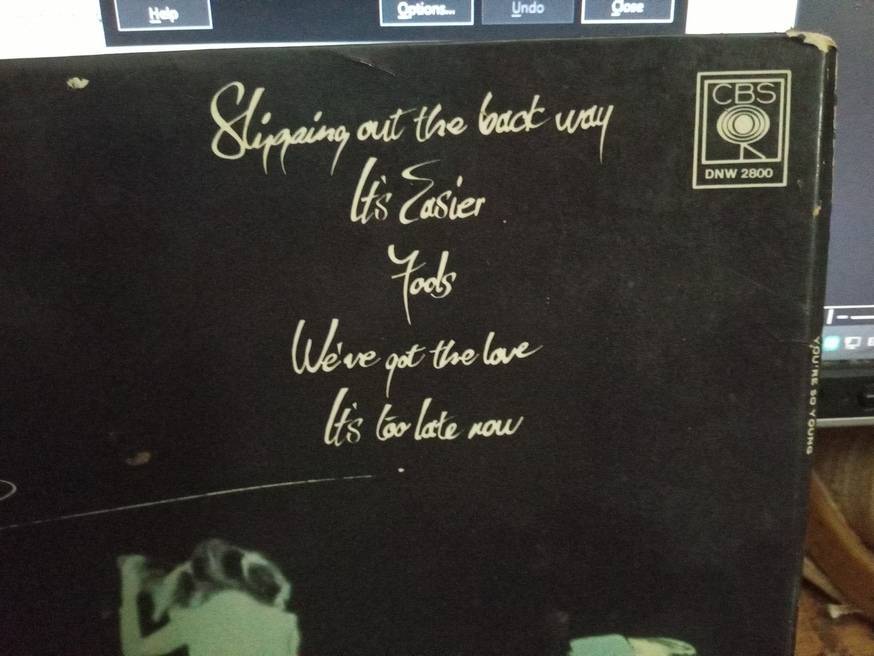 Help
Options...
Undo
Close
Slipping out the back way
CBS
DNW 2800
It's Easier
Fools
We've got the love
It's too late now
YOU'RE SO YOUNG